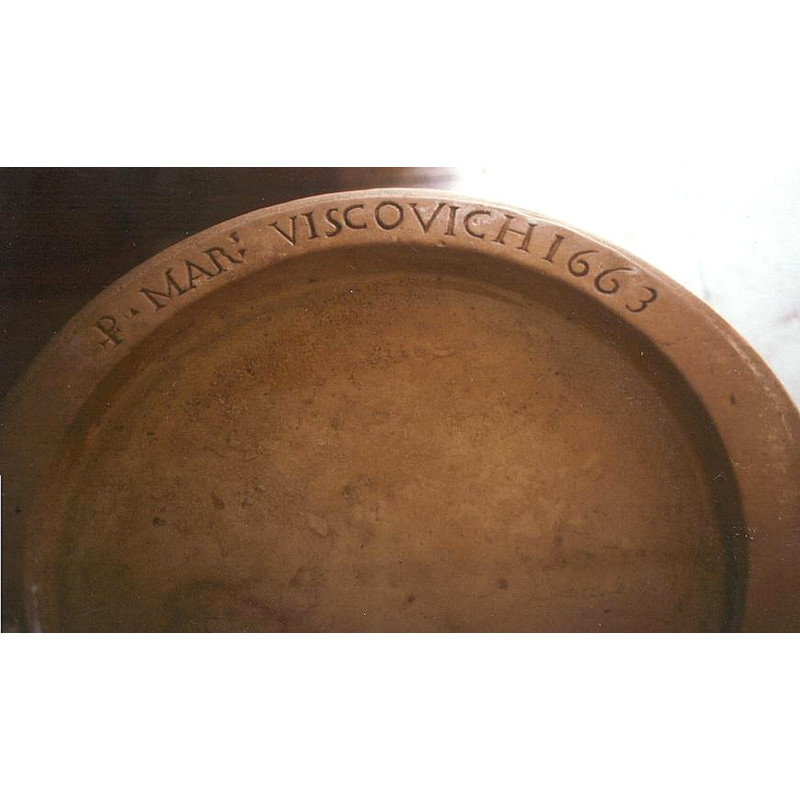 P · MAR: VISCOVICH 1663